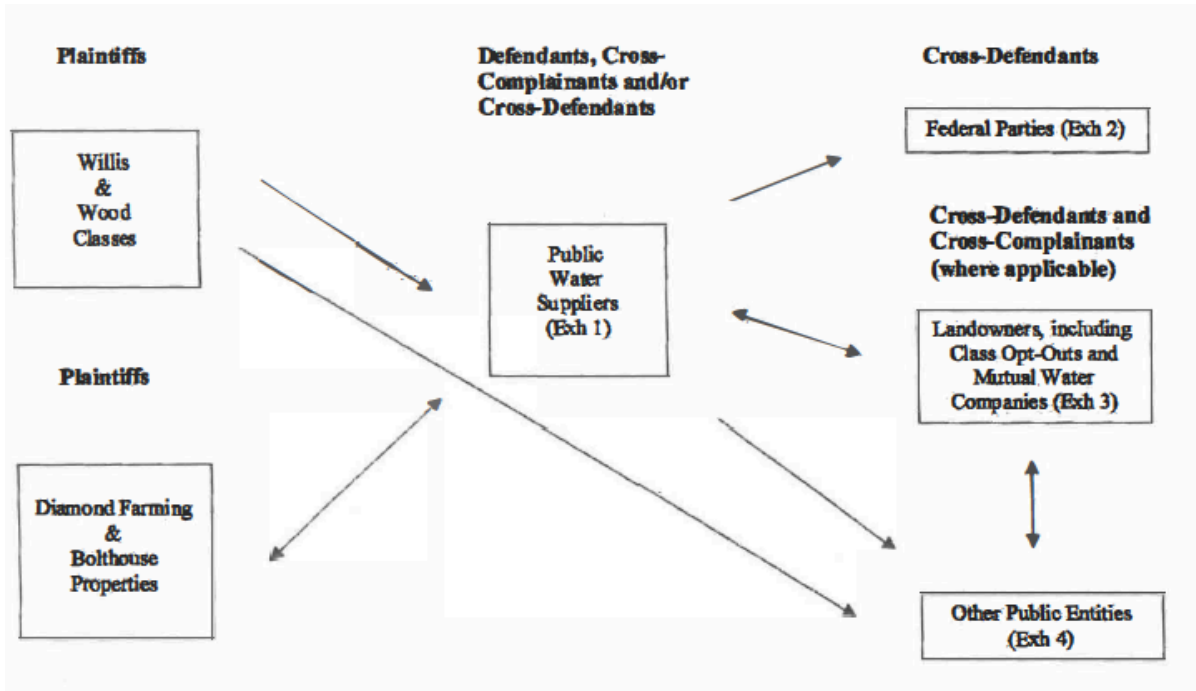 Plaintiffs
Willis
&
Wood
Classes
Plaintiffs
Diamond Farming
&
Bolthouse
Properties
Defendants, Cross-
Complainants and/or
Cross-Defendants
Public
Water
Suppliers
(Exh 1)
Cross-Defendants
Federal Parties (Exh 2)
Cross-Defendants and
Cross-Complainants
(where applicable)
Landowners, including
Class Opt-Outs and
Mutual Water
Companies (Exh 3)
Other Public Entities
(Exh 4)